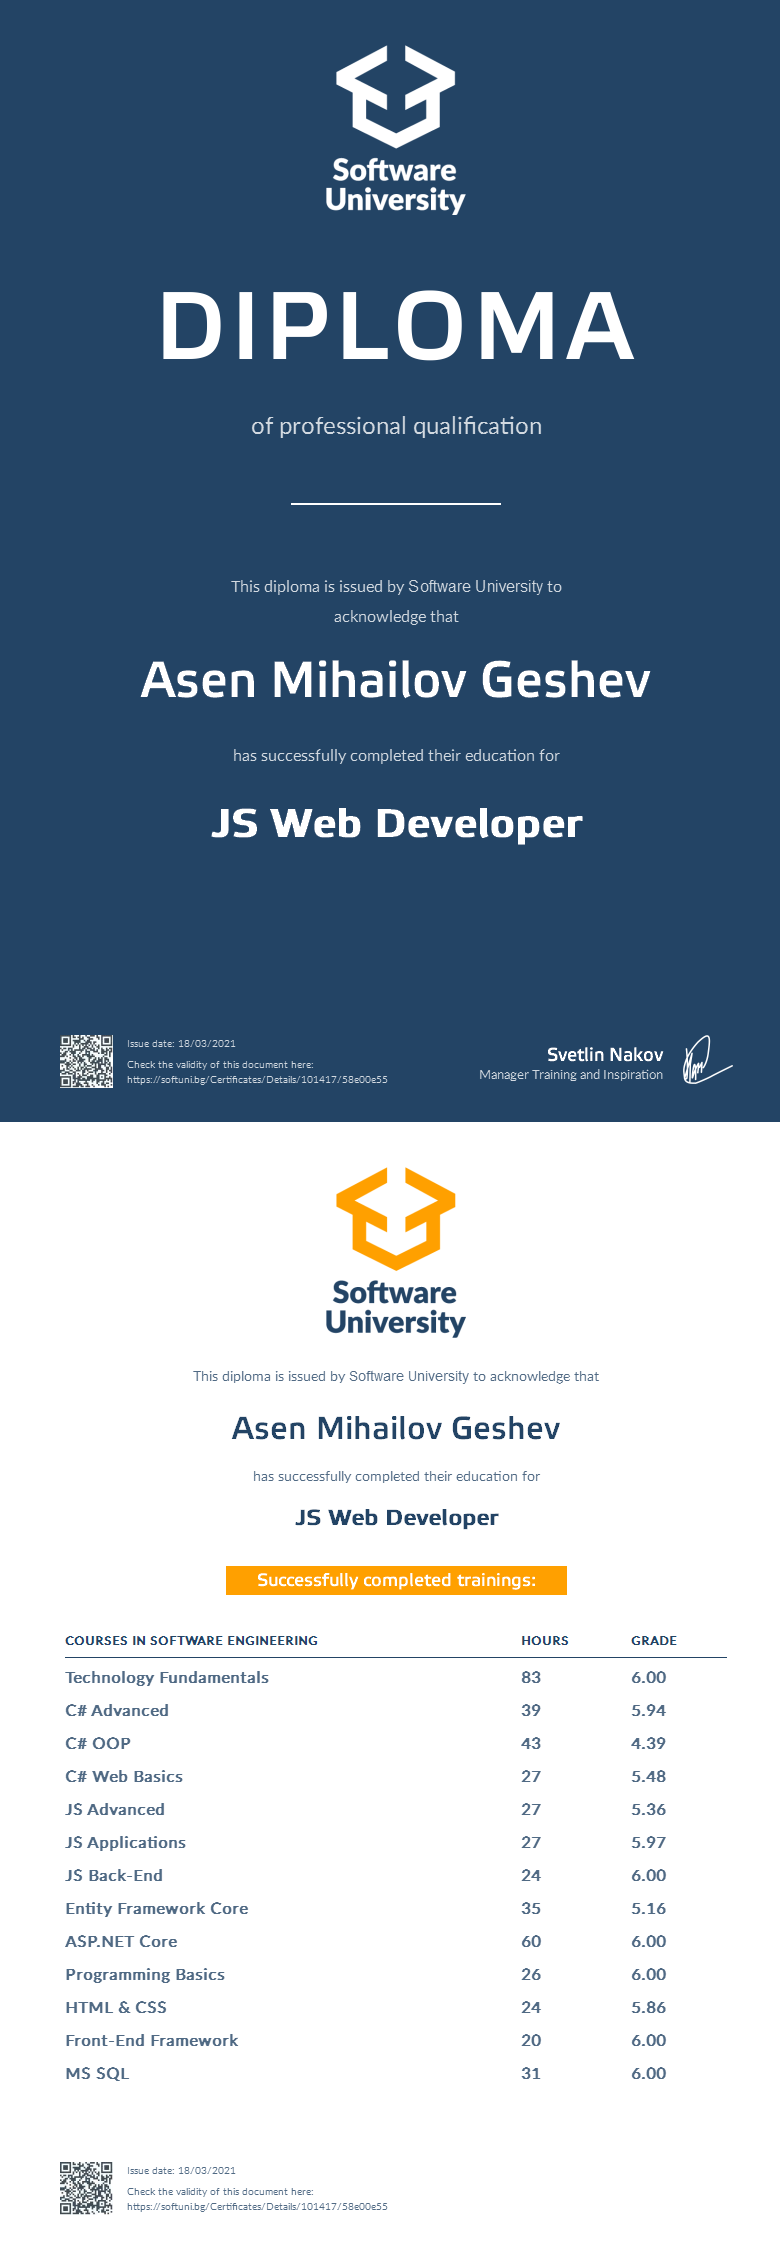 Software
University
DIPLOMA
of professional qualification
This diploma is issued by Software University to
acknowledge that
Asen Mihailov Geshev
has successfully completed their education for
JS Web Developer
Issue date: 18/03/2021
Check the validity of this document here:
https://softuni.bg/Certificates/Details/101417/58e00e55
Svetlin Nakov
Manager Training and Inspiration
Software
University
This diploma is issued by Software University to acknowledge that
Asen Mihailov Geshev
has successfully completed their education for
JS Web Developer
Successfully completed trainings:
COURSES IN SOFTWARE ENGINEERING HOURS GRADE
Technology Fundamentals 83 6.00
C# Advanced 39 5.94
C# OOP 43 4.39
C# Web Basics 27 5.48
JS Advanced 27 5.36
JS Applications 27 5.97
JS Back-End 24 6.00
Entity Framework Core 35 5.16
ASP.NET Core 60 6.00
Programming Basics 26 6.00
HTML & CSS 24 5.86
Front-End Framework 20 6.00
MS SQL 31 6.00
Issue date: 18/03/2021
Check the validity of this document here:
https://softuni.bg/Certificates/Details/101417/58e00e55